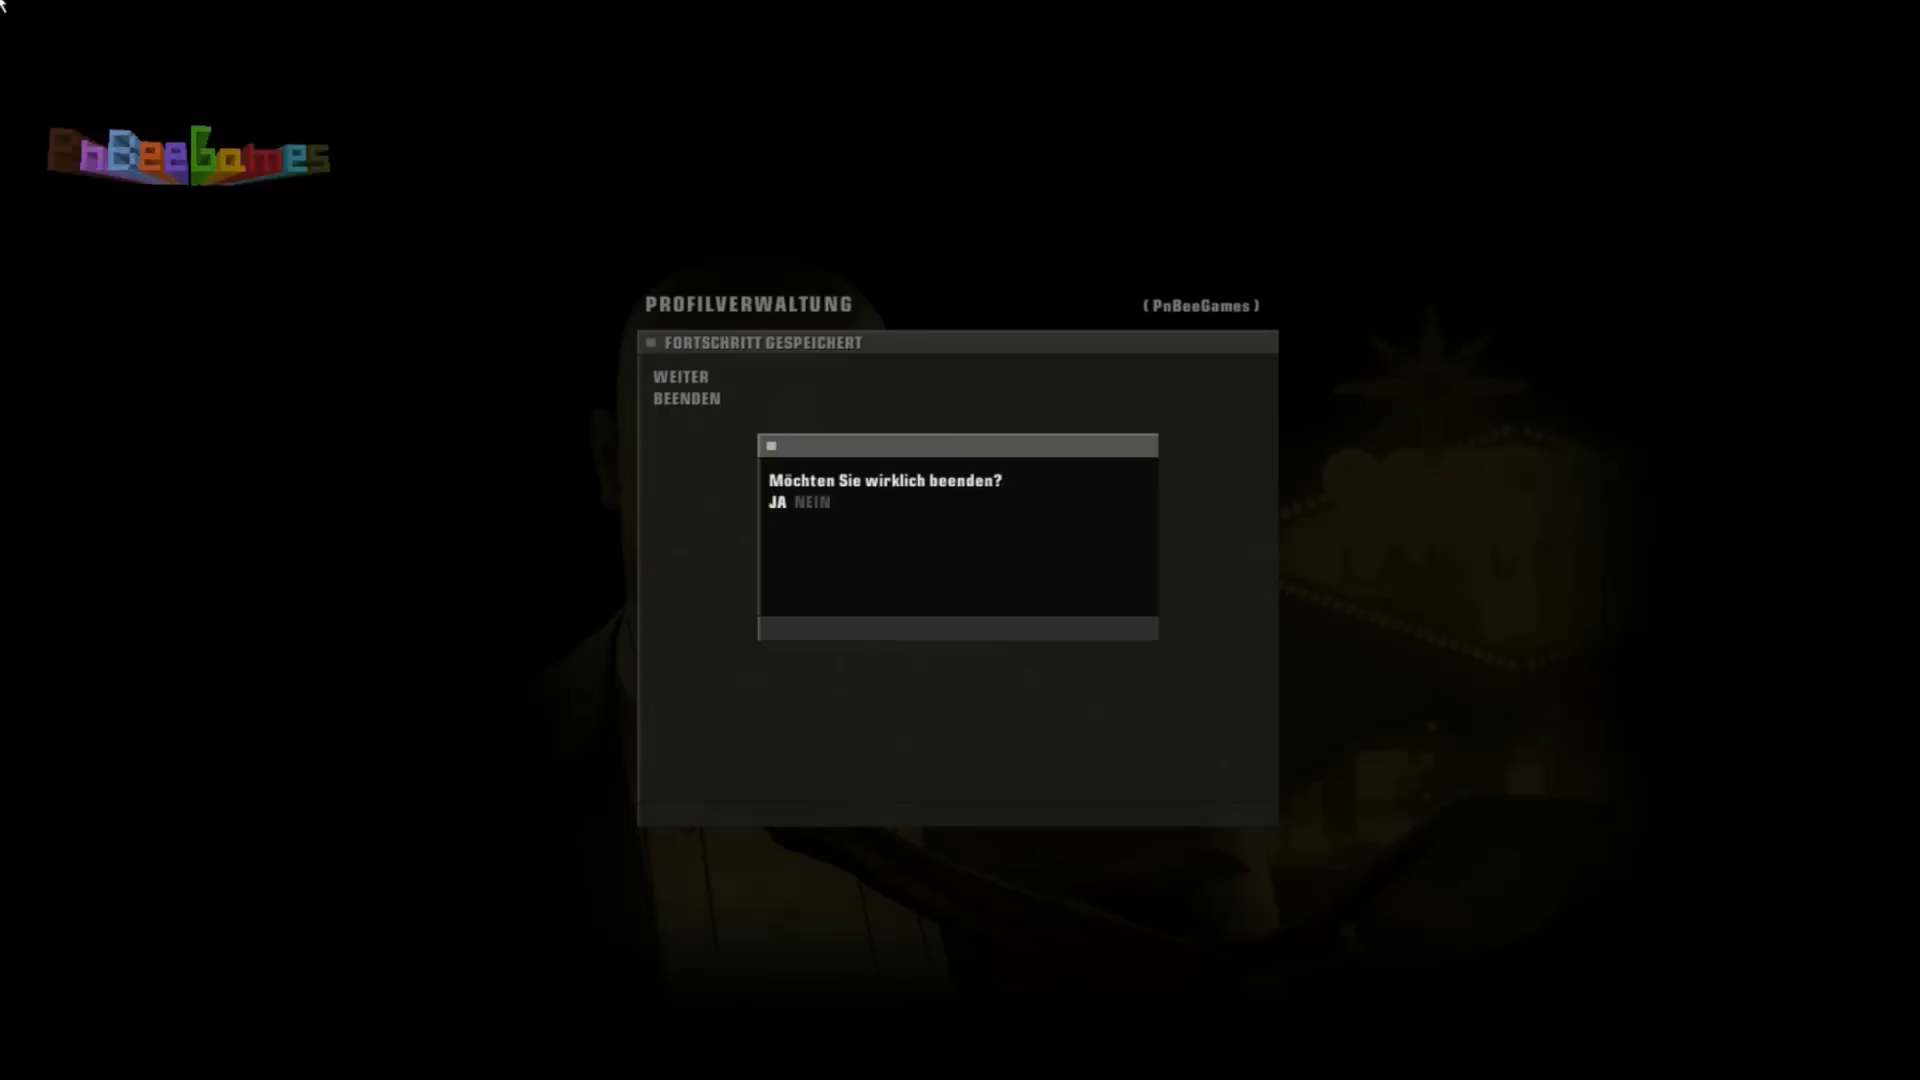 PnBeeGames
PROFILVERWALTUNG
( PnBeeGames )
FORTSCHRITT GESPEICHERT
WEITER
BEENDEN
Möchten Sie wirklich beenden?
JA NEIN